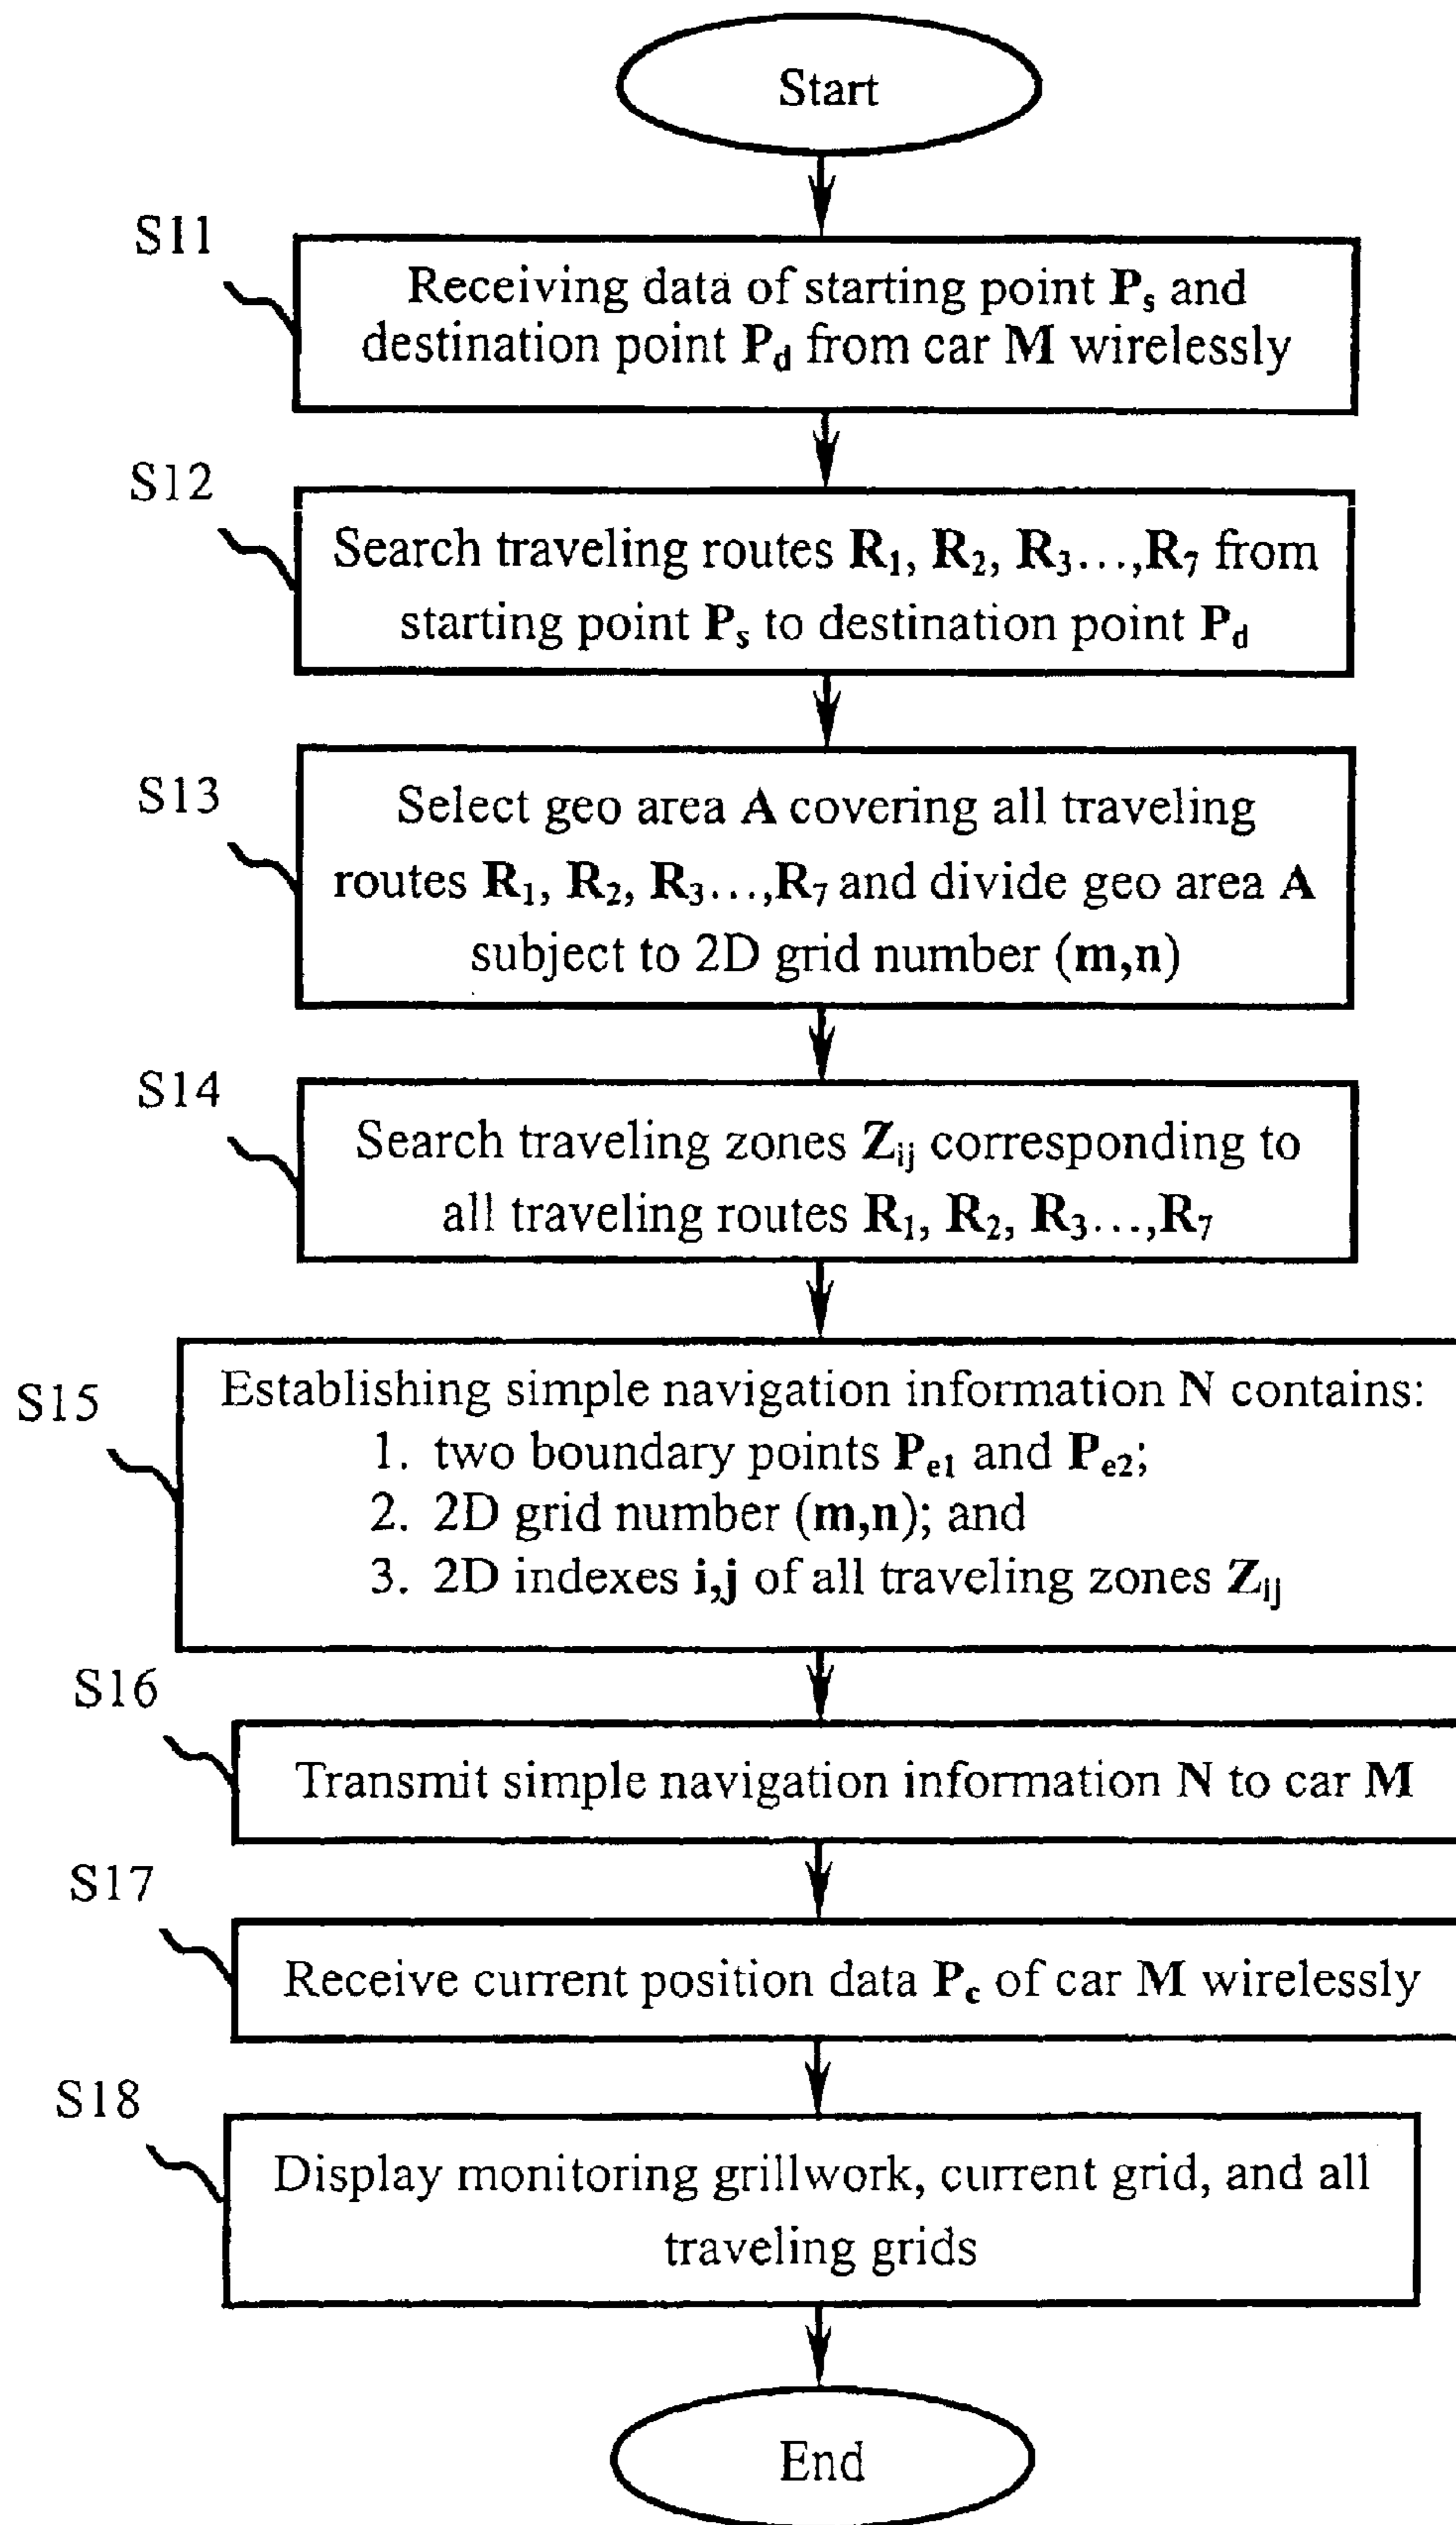 Start
S11
Receiving data of starting point Ps and
destination point Pd from car M wirelessly
S12
Search traveling routes R1, R2, R3...,R7 from
starting point Ps to destination point Pd
S13
Select geo area A covering all traveling
routes R1, R2, R3...,R7 and divide geo area A
subject to 2D grid number (m,n)
S14
Search traveling zones Zij corresponding to
all traveling routes R1, R2, R3...,R7
S15
Establishing simple navigation information N contains:
1. two boundary points Pe1 and Pe2;
2. 2D grid number (m,n); and
3. 2D indexes i,j of all traveling zones Zij
S16
Transmit simple navigation information N to car M
S17
Receive current position data Pc of car M wirelessly
S18
Display monitoring grillwork, current grid, and all
traveling grids
End